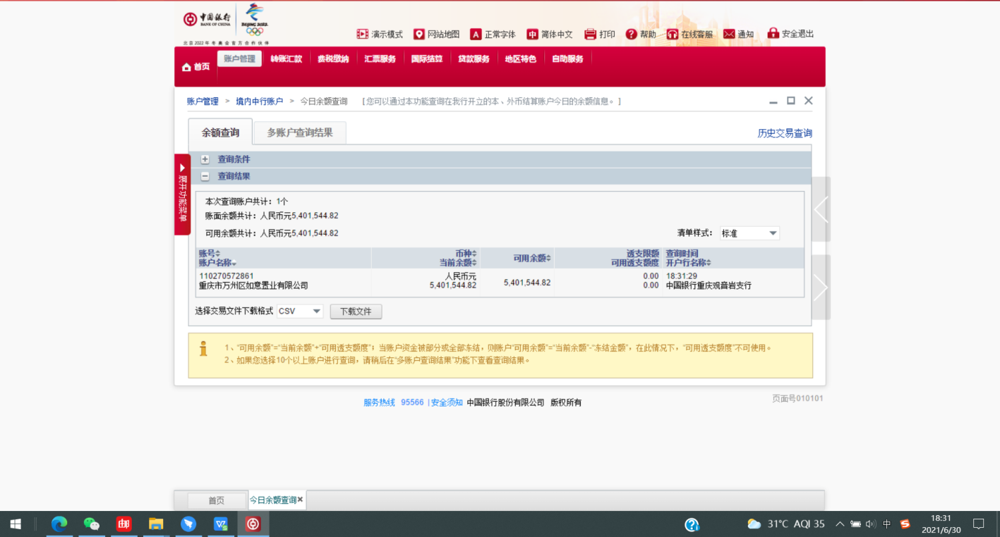 中国银行
BANK OF CHINA
BEIJING 2022
北京2022年冬奥会官方合作伙伴
演示模式 网站地图 A 正常字体 中 简体中文 打印 ? 帮助 在线客服 通知 安全退出
首页 账户管理 转账汇款 费税缴纳 汇票服务 国际结算 贷款服务 地区特色 自助服务
账户管理 > 境内中行账户 > 今日余额查询 [ 您可以通过本功能查询在我行开立的本、外币结算账户今日的余额信息。 ]
余额查询 多账户查询结果 历史交易查询
查询条件
查询结果
展开功能菜单
本次查询账户共计：1个
账面余额共计：人民币元5,401,544.82
可用余额共计：人民币元5,401,544.82
清单样式： 标准
账号 币种 可用余额 透支限额 查询时间
账户名称 当前余额 可用透支额度 开户行名称
110270572861 人民币元 5,401,544.82 0.00 18:31:29
重庆市万州区如意置业有限公司 5,401,544.82 0.00 中国银行重庆观音岩支行
选择交易文件下载格式 CSV 下载文件
1、“可用余额”=“当前余额”+“可用透支额度”；当账户资金被部分或全部冻结，则账户“可用余额”=“当前余额”-“冻结金额”，在此情况下，“可用透支额度”不可使用。
2、如果您选择10个以上账户进行查询，请稍后在“多账户查询结果”功能下查看查询结果。
服务热线 95566 | 安全须知 中国银行股份有限公司 版权所有
页面号010101
首页 今日余额查询
31°C AQI 35 中
18:31
2021/6/30